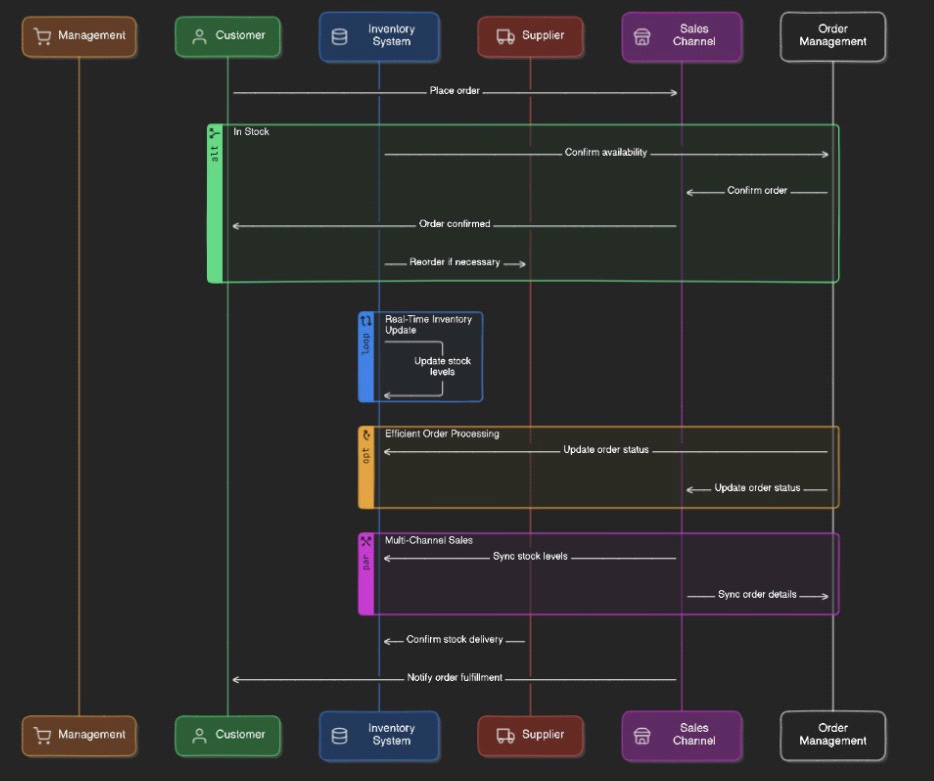 Management
Customer
Inventory
System
Supplier
Sales
Channel
Order
Management
Place order
alt
In Stock
Confirm availability
Confirm order
Order confirmed
Reorder if necessary
loop
Real-Time Inventory
Update
Update stock
levels
opt
Efficient Order Processing
Update order status
Update order status
par
Multi-Channel Sales
Sync stock levels
Sync order details
Confirm stock delivery
Notify order fulfillment
Management
Customer
Inventory
System
Supplier
Sales
Channel
Order
Management